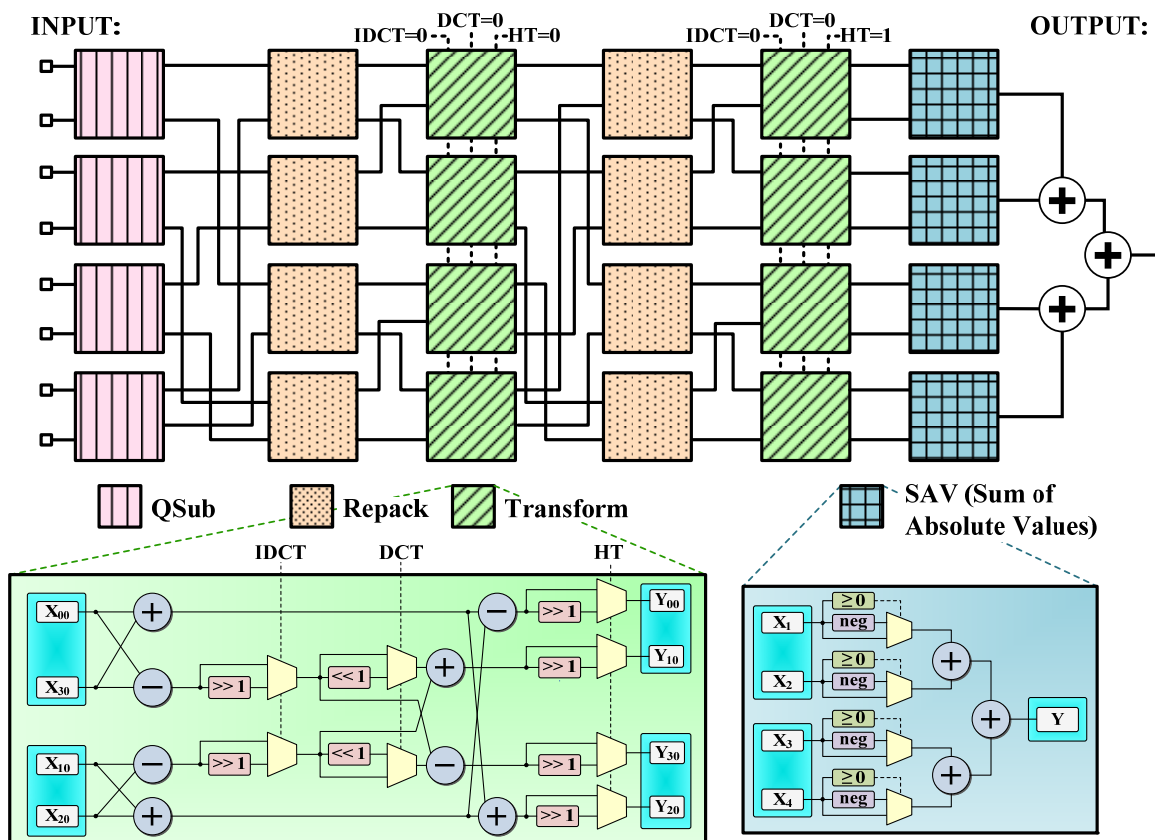 INPUT:
DCT=0
IDCT=0
HT=0
DCT=0
IDCT=0
HT=1
OUTPUT:
+
+
+
QSub
Repack
Transform
SAV (Sum of
Absolute Values)
IDCT
DCT
HT
X00
+
−
>> 1
Y00
X30
−
>> 1
<< 1
+
>> 1
Y10
X10
−
>> 1
<< 1
−
>> 1
Y30
X20
+
+
>> 1
Y20
≥ 0
X1
neg
+
≥ 0
X2
neg
+
Y
≥ 0
X3
neg
+
≥ 0
X4
neg